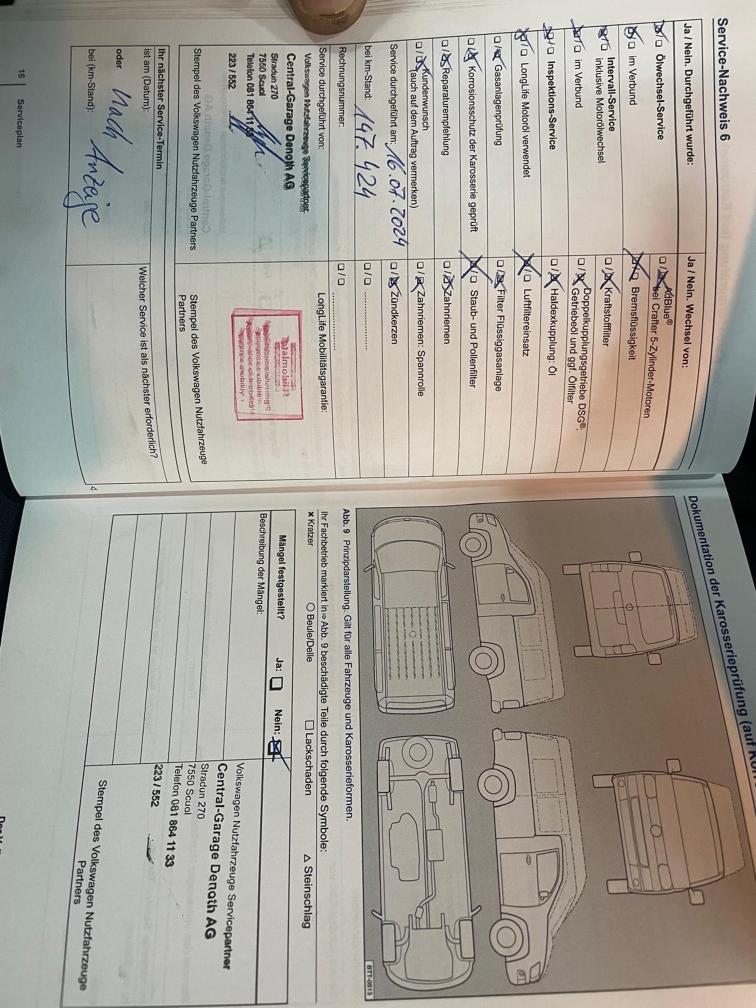 Service-Nachweis 6
Ja / Nein. Durchgeführt wurde:
Ölwechsel-Service
im Verbund
Intervall-Service
inklusive Motorölwechsel
im Verbund
Inspektions-Service
LongLife Motoröl verwendet
Gasanlagenprüfung
Korrosionsschutz der Karosserie geprüft
Reparaturempfehlung
Kundenwunsch
(auch auf dem Auftrag vermerken)
Service durchgeführt am: 16.07.2024
bei km-Stand: 147.424
Rechnungsnummer:
Service durchgeführt von:
Volkswagen Nutzfahrzeuge Servicepartner
Central-Garage Denoth AG
Stradun 270
7550 Scuol
Telefon 081 864 11 33
223 / 552
Stempel des Volkswagen Nutzfahrzeuge Partners
Ihr nächster Service-Termin
ist am (Datum):
oder
nach Anzeige
bei (km-Stand):
16 Serviceplan
Ja / Nein. Wechsel von:
AdBlue®
bei Crafter 5-Zylinder-Motoren
Bremsflüssigkeit
Kraftstofffilter
Doppelkupplungsgetriebe DSG®:
Getriebeöl und ggf. Ölfilter
Haldexkupplung: Öl
Luftfiltereinsatz
Filter Flüssiggasanlage
Staub- und Pollenfilter
Zahnriemen
Zahnriemen: Spannrolle
Zündkerzen
LongLife Mobilitätsgarantie:
Stempel des Volkswagen Nutzfahrzeuge
Partners
Welcher Service ist als nächster erforderlich?
Dokumentation der Karosserieprüfung (auf
BTT-0813
Abb. 9 Prinzipdarstellung. Gilt für alle Fahrzeuge und Karosserieformen.
Ihr Fachbetrieb markiert in ⇒ Abb. 9 beschädigte Teile durch folgende Symbole:
✖ Kratzer ○ Beule/Delle □ Lackschaden △ Steinschlag
Mängel festgestellt? Ja: Nein:
Beschreibung der Mängel:
Volkswagen Nutzfahrzeuge Servicepartner
Central-Garage Denoth AG
Stradun 270
7550 Scuol
Telefon 081 864 11 33
223 / 552
Stempel des Volkswagen Nutzfahrzeuge
Partners